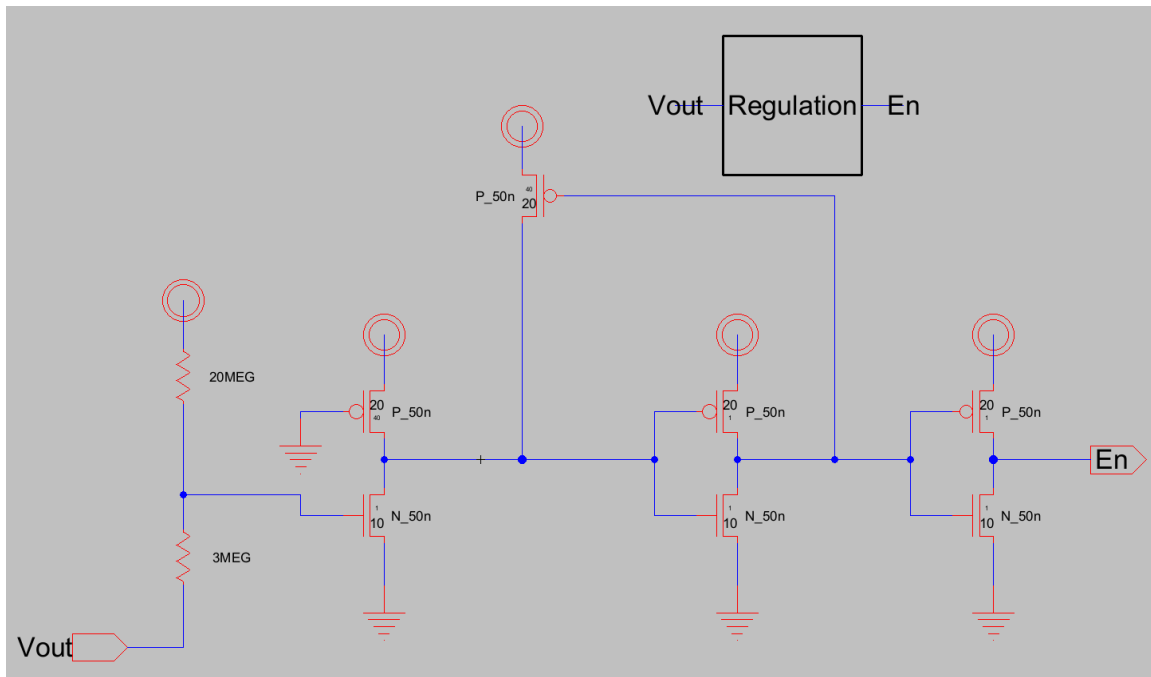 Vout Regulation En
P_50n 40 20
20MEG
20 40 P_50n
20 1 P_50n
20 1 P_50n
En
1 10 N_50n
1 10 N_50n
1 10 N_50n
3MEG
Vout